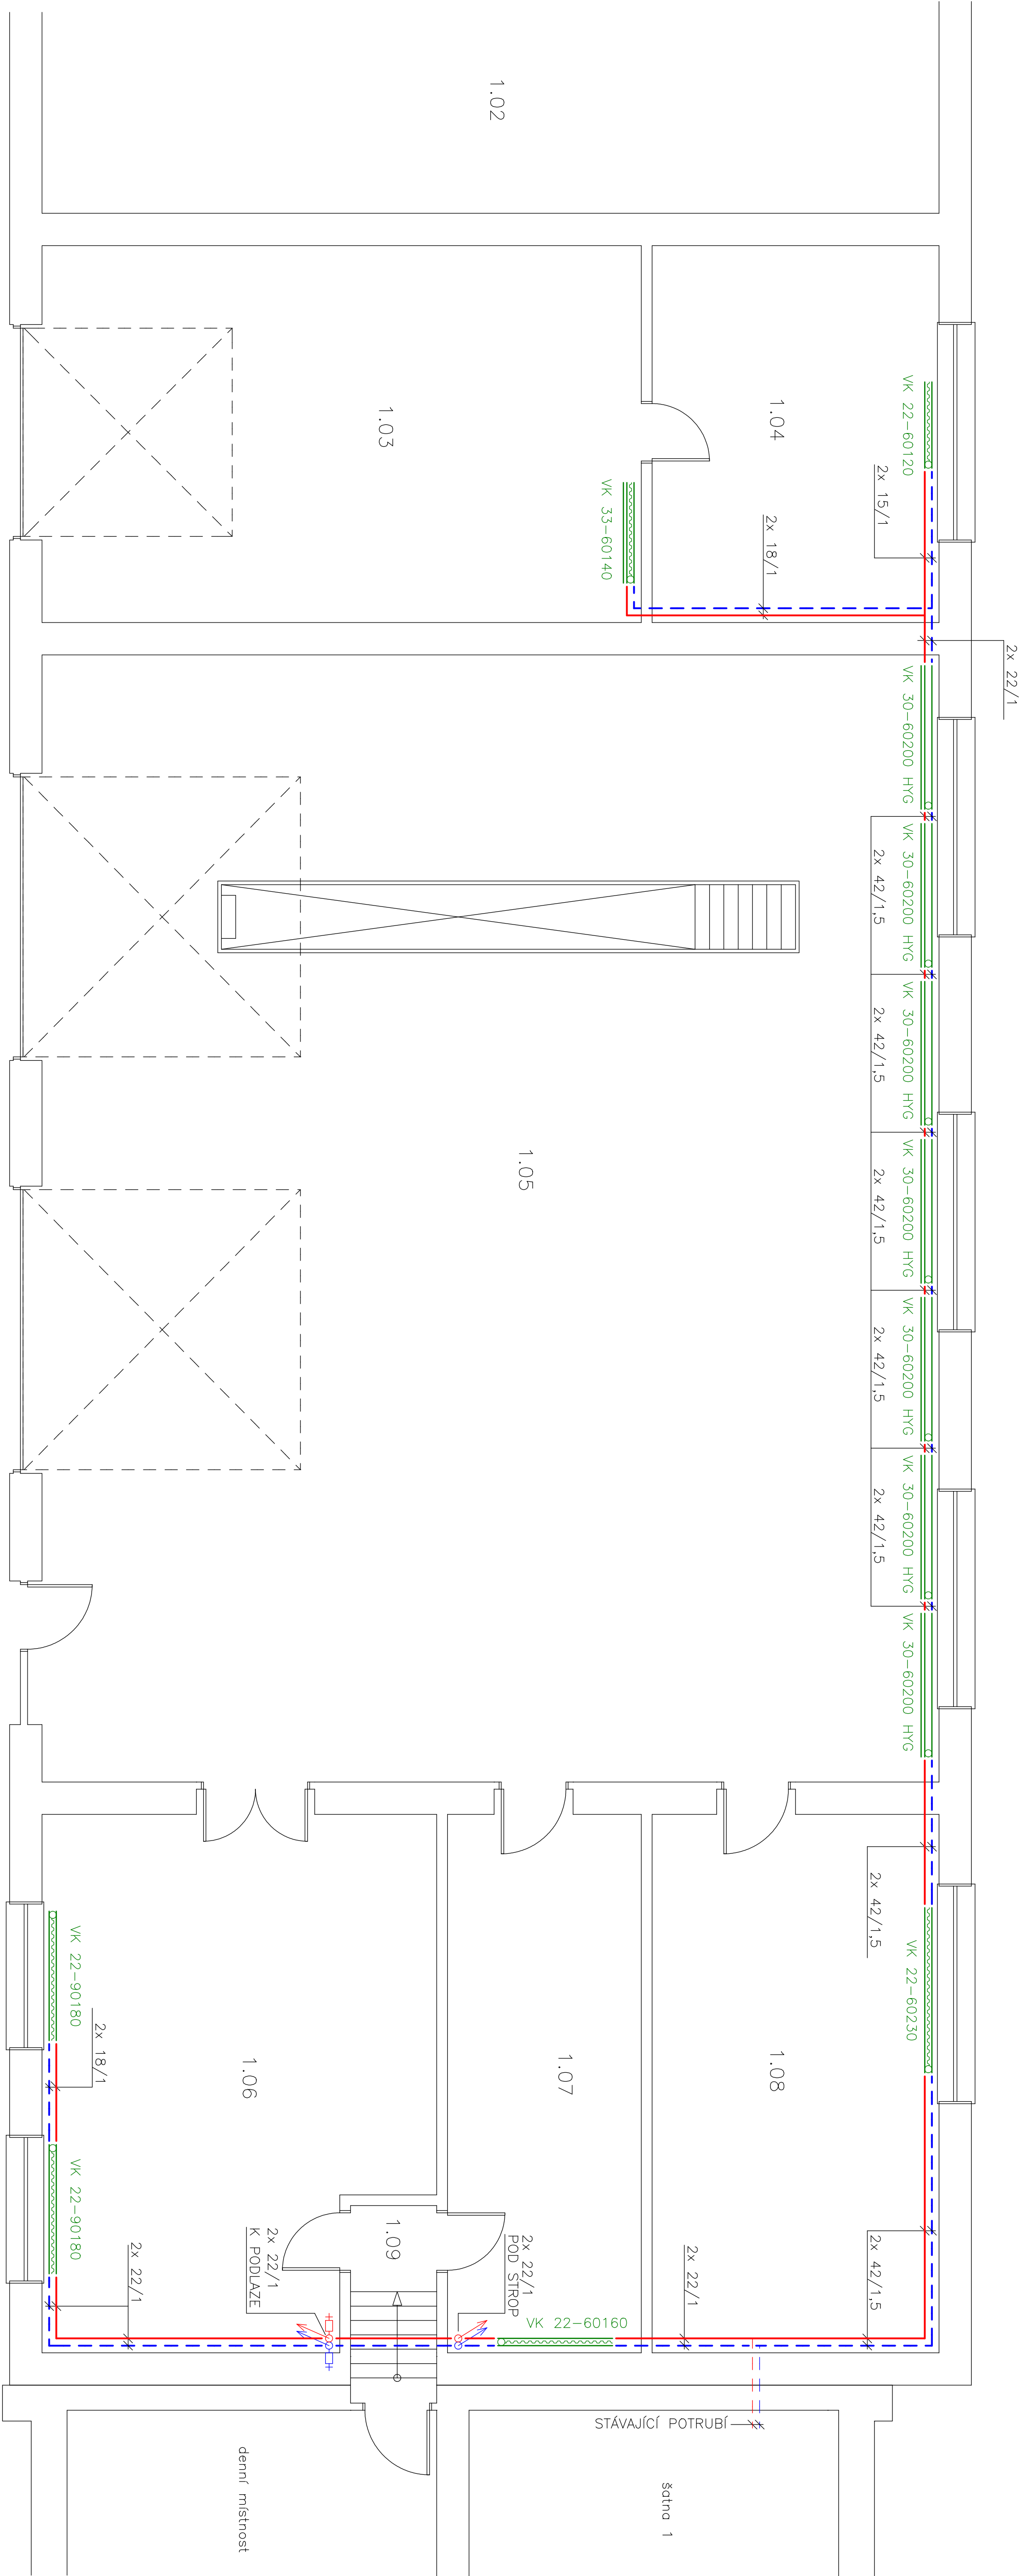 1.02
1.03
1.04
VK 22-60120
2x 15/1
VK 33-60140
2x 18/1
2x 22/1
VK 30-60200 HYG
VK 30-60200 HYG
VK 30-60200 HYG
VK 30-60200 HYG
VK 30-60200 HYG
VK 30-60200 HYG
VK 30-60200 HYG
2x 42/1,5
2x 42/1,5
2x 42/1,5
2x 42/1,5
2x 42/1,5
1.05
2x 42/1,5
VK 22-60230
1.08
1.07
1.06
VK 22-90180
2x 18/1
VK 22-90180
2x 22/1
1.09
2x 22/1
K PODLAZE
2x 22/1
POD STROP
VK 22-60160
2x 22/1
2x 42/1,5
STÁVAJÍCÍ POTRUBÍ
denní místnost
šatna 1